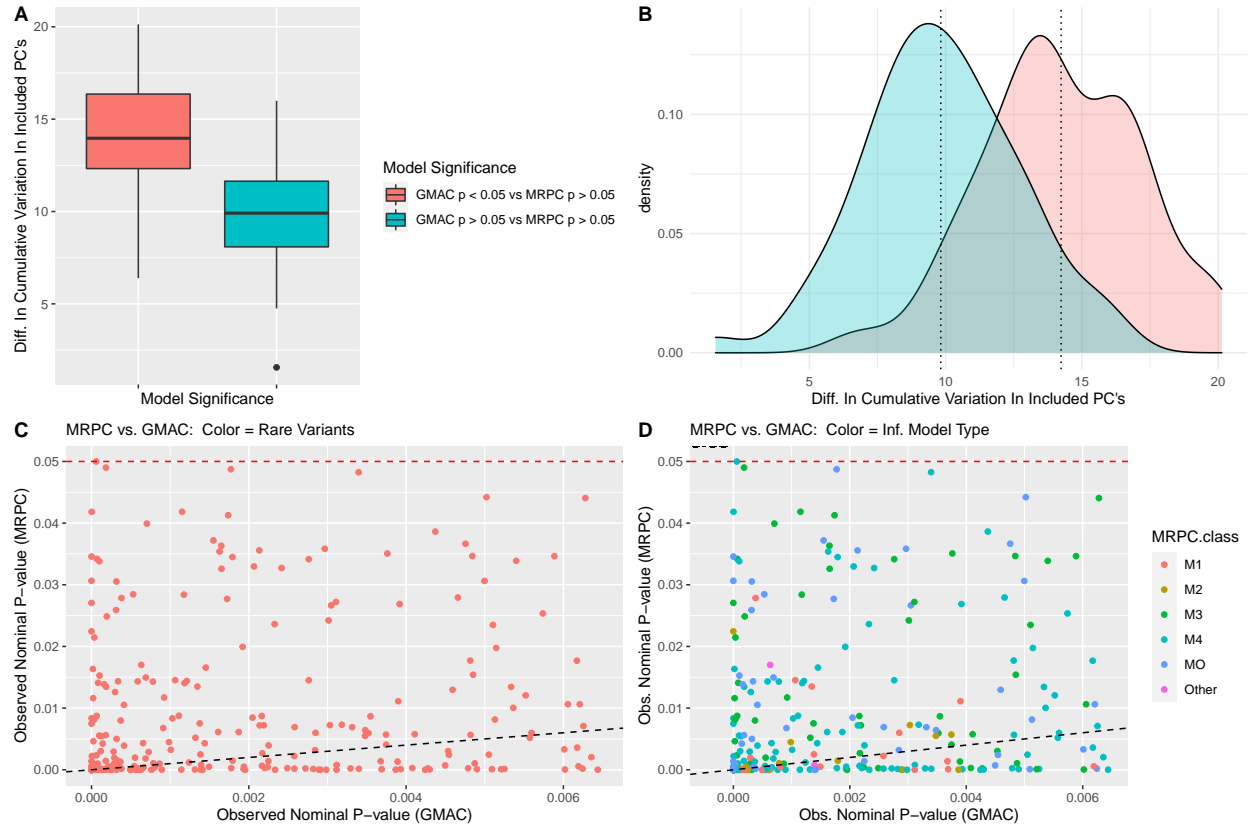 A
20
15
10
5
Diff. In Cumulative Variation In Included PC's
Model Significance
Model Significance
GMAC p < 0.05 vs MRPC p > 0.05
GMAC p > 0.05 vs MRPC p > 0.05
B
0.10
0.05
0.00
density
5
10
15
20
Diff. In Cumulative Variation In Included PC's
C
MRPC vs. GMAC: Color = Rare Variants
0.05
0.04
0.03
0.02
0.01
0.00
Observed Nominal P−value (MRPC)
0.000
0.002
0.004
0.006
Observed Nominal P−value (GMAC)
D
MRPC vs. GMAC: Color = Inf. Model Type
0.05
0.04
0.03
0.02
0.01
0.00
Obs. Nominal P−value (MRPC)
0.000
0.002
0.004
0.006
Obs. Nominal P−value (GMAC)
MRPC.class
M1
M2
M3
M4
MO
Other